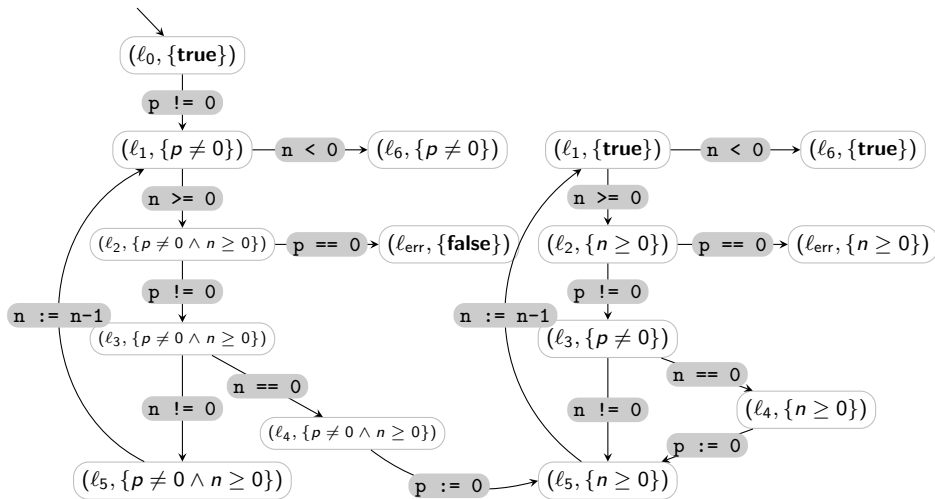 (ℓ₀, {true})
p != 0
(ℓ₁, {p ≠ 0}) n < 0 (ℓ₆, {p ≠ 0}) (ℓ₁, {true}) n < 0 (ℓ₆, {true})
n >= 0 n >= 0
(ℓ₂, {p ≠ 0 ∧ n ≥ 0}) p == 0 (ℓerr, {false}) (ℓ₂, {n ≥ 0}) p == 0 (ℓerr, {n ≥ 0})
p != 0 p != 0
n := n-1 n := n-1
(ℓ₃, {p ≠ 0 ∧ n ≥ 0}) (ℓ₃, {p ≠ 0})
n == 0 n == 0
n != 0 n != 0 (ℓ₄, {n ≥ 0})
(ℓ₄, {p ≠ 0 ∧ n ≥ 0}) p := 0
(ℓ₅, {p ≠ 0 ∧ n ≥ 0}) p := 0 (ℓ₅, {n ≥ 0})